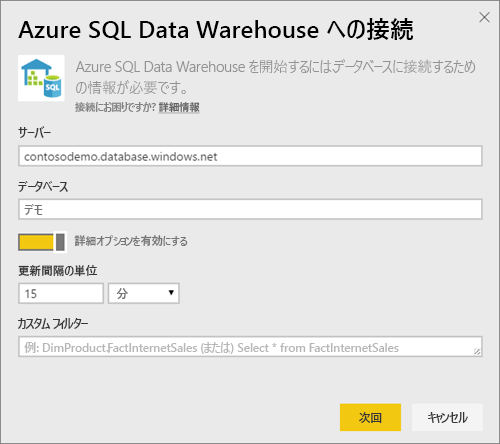 Azure SQL Data Warehouse への接続
Azure SQL Data Warehouse を開始するには、データベースに接続するため
の情報が必要です。
接続にお困りですか? 詳細情報
SQL
サーバー
contosodemo.database.windows.net
データベース
デモ
詳細オプションを有効にする
更新間隔の単位
15 分
カスタム フィルター
例: DimProduct,FactInternetSales (または) Select * from FactInternetSales
次回 キャンセル